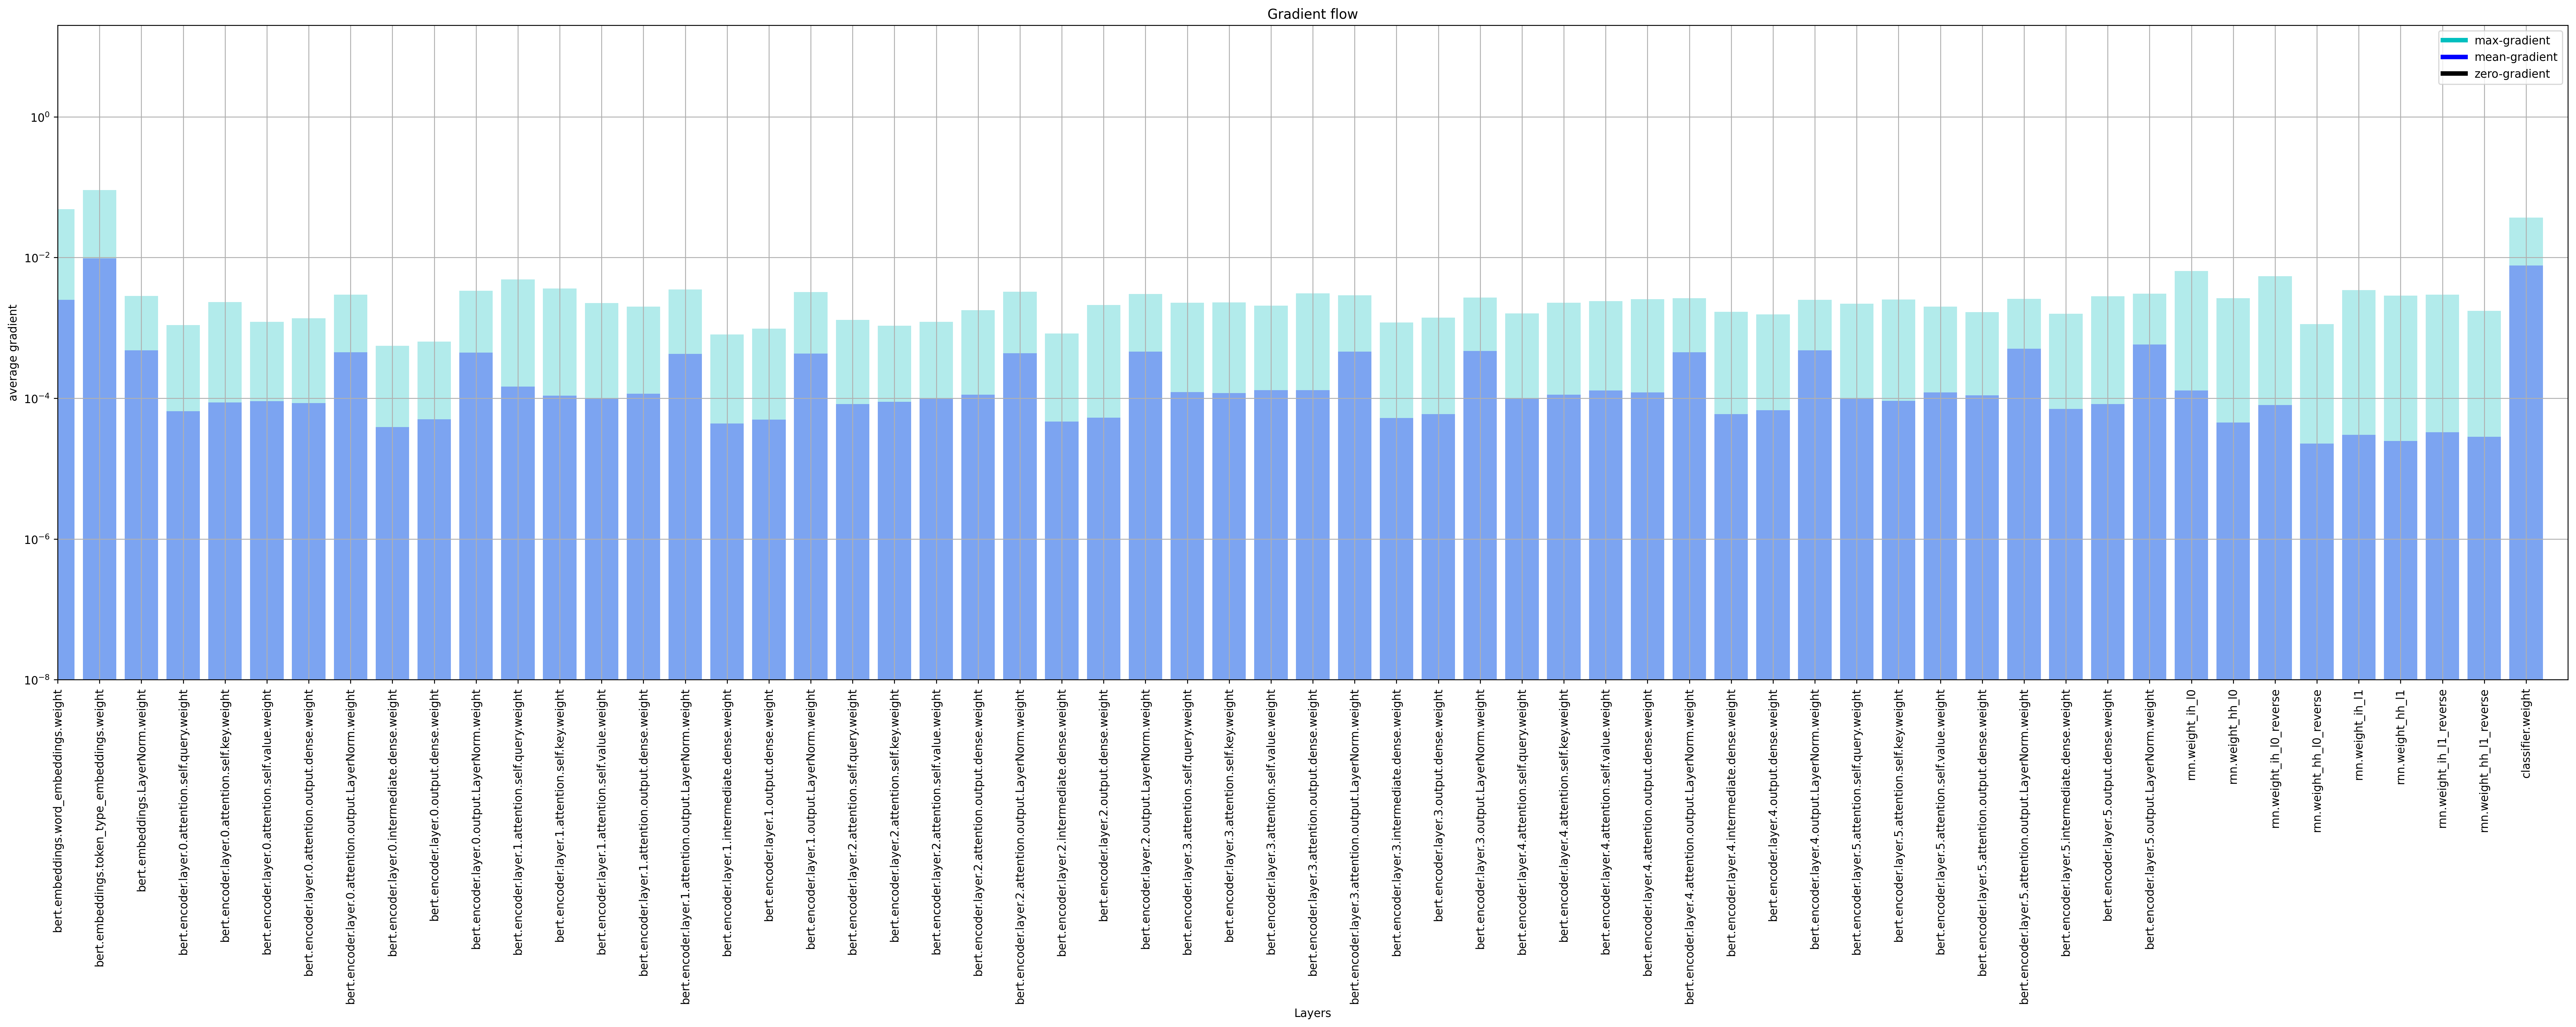 Gradient flow
max-gradient
mean-gradient
zero-gradient
average gradient
10⁰
10⁻²
10⁻⁴
10⁻⁶
10⁻⁸
bert.embeddings.word_embeddings.weight
bert.embeddings.token_type_embeddings.weight
bert.embeddings.LayerNorm.weight
bert.encoder.layer.0.attention.self.query.weight
bert.encoder.layer.0.attention.self.key.weight
bert.encoder.layer.0.attention.self.value.weight
bert.encoder.layer.0.attention.output.dense.weight
bert.encoder.layer.0.attention.output.LayerNorm.weight
bert.encoder.layer.0.intermediate.dense.weight
bert.encoder.layer.0.output.dense.weight
bert.encoder.layer.0.output.LayerNorm.weight
bert.encoder.layer.1.attention.self.query.weight
bert.encoder.layer.1.attention.self.key.weight
bert.encoder.layer.1.attention.self.value.weight
bert.encoder.layer.1.attention.output.dense.weight
bert.encoder.layer.1.attention.output.LayerNorm.weight
bert.encoder.layer.1.intermediate.dense.weight
bert.encoder.layer.1.output.dense.weight
bert.encoder.layer.1.output.LayerNorm.weight
bert.encoder.layer.2.attention.self.query.weight
bert.encoder.layer.2.attention.self.key.weight
bert.encoder.layer.2.attention.self.value.weight
bert.encoder.layer.2.attention.output.dense.weight
bert.encoder.layer.2.attention.output.LayerNorm.weight
bert.encoder.layer.2.intermediate.dense.weight
bert.encoder.layer.2.output.dense.weight
bert.encoder.layer.2.output.LayerNorm.weight
bert.encoder.layer.3.attention.self.query.weight
bert.encoder.layer.3.attention.self.key.weight
bert.encoder.layer.3.attention.self.value.weight
bert.encoder.layer.3.attention.output.dense.weight
bert.encoder.layer.3.attention.output.LayerNorm.weight
bert.encoder.layer.3.intermediate.dense.weight
bert.encoder.layer.3.output.dense.weight
bert.encoder.layer.3.output.LayerNorm.weight
bert.encoder.layer.4.attention.self.query.weight
bert.encoder.layer.4.attention.self.key.weight
bert.encoder.layer.4.attention.self.value.weight
bert.encoder.layer.4.attention.output.dense.weight
bert.encoder.layer.4.attention.output.LayerNorm.weight
bert.encoder.layer.4.intermediate.dense.weight
bert.encoder.layer.4.output.dense.weight
bert.encoder.layer.4.output.LayerNorm.weight
bert.encoder.layer.5.attention.self.query.weight
bert.encoder.layer.5.attention.self.key.weight
bert.encoder.layer.5.attention.self.value.weight
bert.encoder.layer.5.attention.output.dense.weight
bert.encoder.layer.5.attention.output.LayerNorm.weight
bert.encoder.layer.5.intermediate.dense.weight
bert.encoder.layer.5.output.dense.weight
bert.encoder.layer.5.output.LayerNorm.weight
rnn.weight_ih_l0
rnn.weight_hh_l0
rnn.weight_ih_l0_reverse
rnn.weight_hh_l0_reverse
rnn.weight_ih_l1
rnn.weight_hh_l1
rnn.weight_ih_l1_reverse
rnn.weight_hh_l1_reverse
classifier.weight
Layers